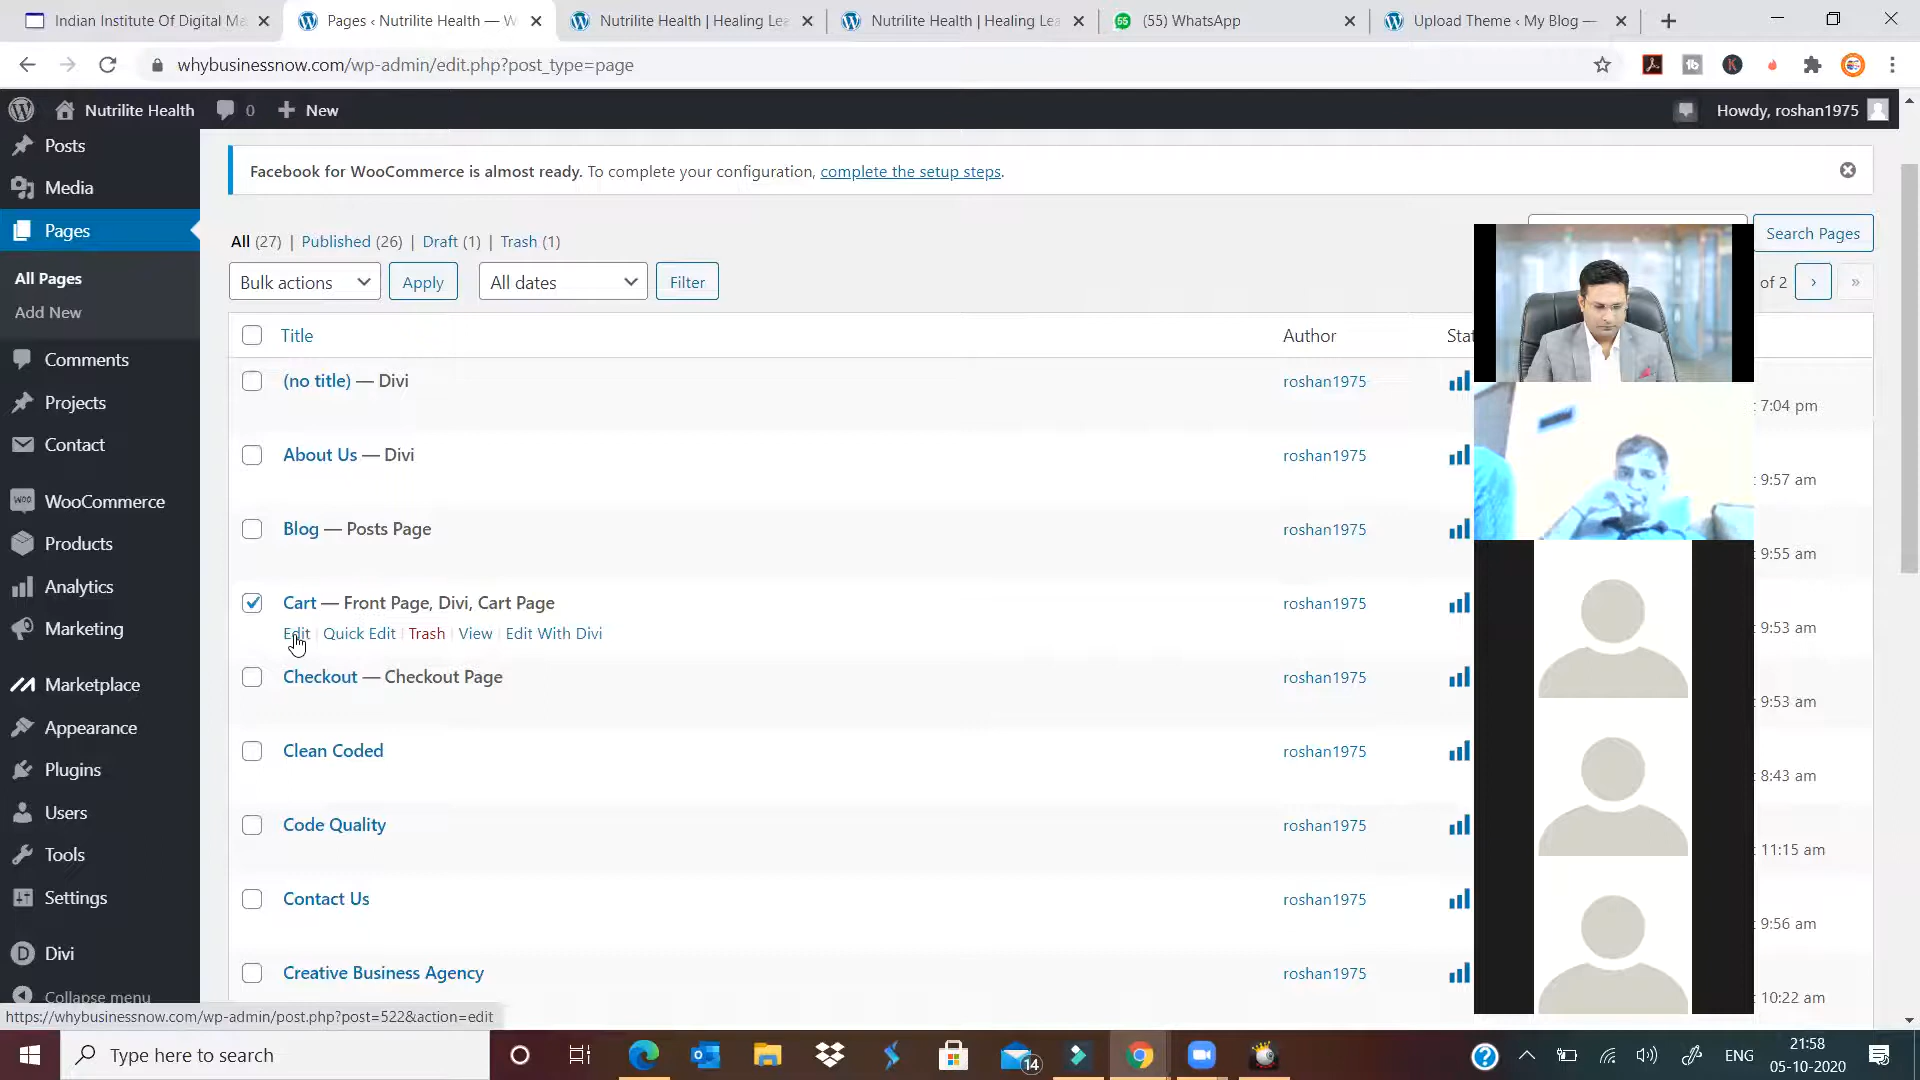 Indian Institute Of Digital Ma
Pages ‹ Nutrilite Health — W
Nutrilite Health | Healing Lea
Nutrilite Health | Healing Lea
(55) WhatsApp
Upload Theme ‹ My Blog —
whybusinessnow.com/wp-admin/edit.php?post_type=page
Nutrilite Health
0
New
Howdy, roshan1975
Posts
Media
Pages
All Pages
Add New
Comments
Projects
Contact
WooCommerce
Products
Analytics
Marketing
Marketplace
Appearance
Plugins
Users
Tools
Settings
Divi
Collapse menu
Facebook for WooCommerce is almost ready. To complete your configuration, complete the setup steps.
All (27) | Published (26) | Draft (1) | Trash (1)
Search Pages
Bulk actions
Apply
All dates
Filter
of 2
›
»
Title
Author
Stat
(no title) — Divi
roshan1975
7:04 pm
About Us — Divi
roshan1975
9:57 am
Blog — Posts Page
roshan1975
9:55 am
Cart — Front Page, Divi, Cart Page
roshan1975
9:53 am
Edit | Quick Edit | Trash | View | Edit With Divi
Checkout — Checkout Page
roshan1975
9:53 am
Clean Coded
roshan1975
8:43 am
Code Quality
roshan1975
11:15 am
Contact Us
roshan1975
9:56 am
Creative Business Agency
roshan1975
10:22 am
https://whybusinessnow.com/wp-admin/post.php?post=522&action=edit
Type here to search
14
ENG
21:58
05-10-2020